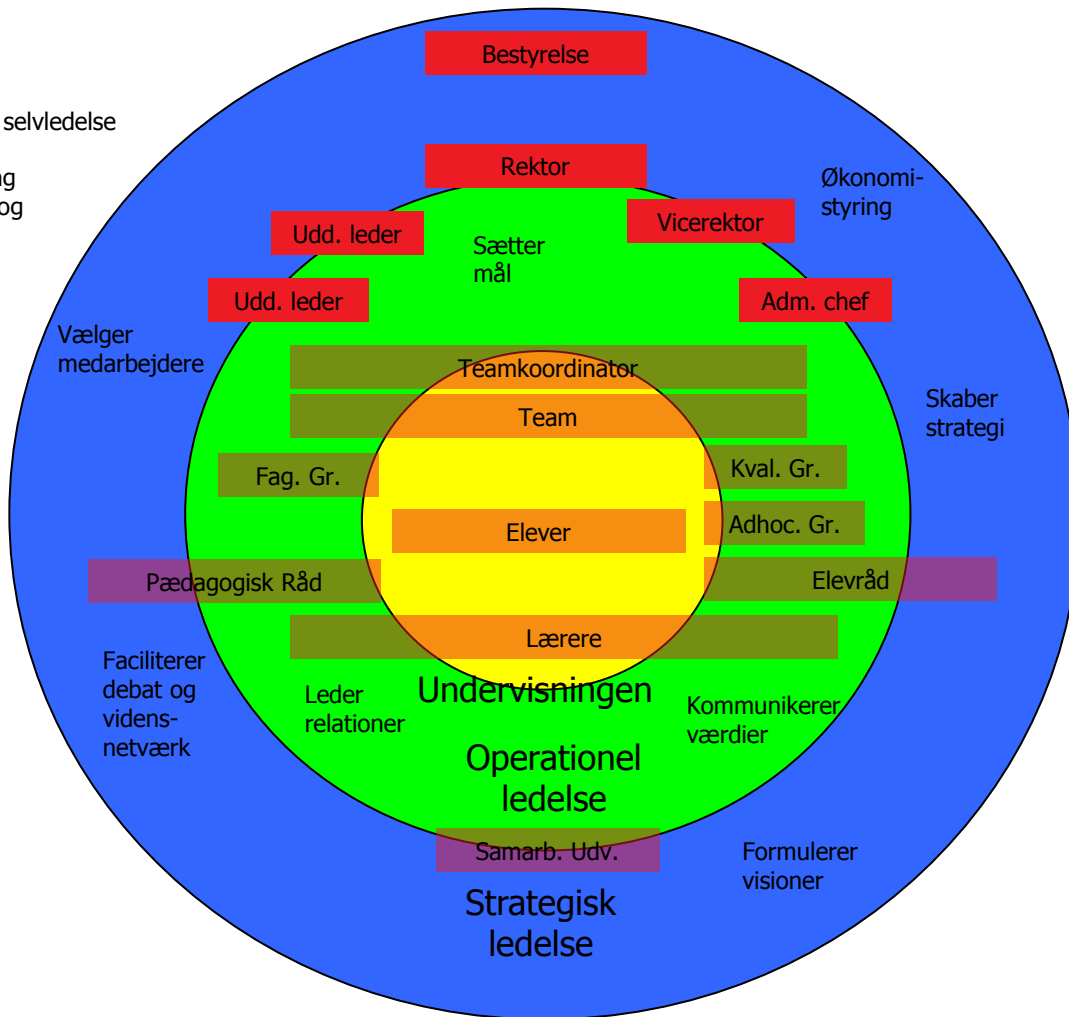 Bestyrelse
selvledelse
Rektor
Økonomi-
styring
og
Udd. leder
Vicerektor
Sætter
mål
Udd. leder
Adm. chef
Vælger
medarbejdere
Teamkoordinator
Skaber
strategi
Team
Fag. Gr.
Kval. Gr.
Elever
Adhoc. Gr.
Pædagogisk Råd
Elevråd
Lærere
Faciliterer
debat og
videns-
netværk
Leder
relationer
Undervisningen
Kommunikerer
værdier
Operationel
ledelse
Samarb. Udv.
Formulerer
visioner
Strategisk
ledelse